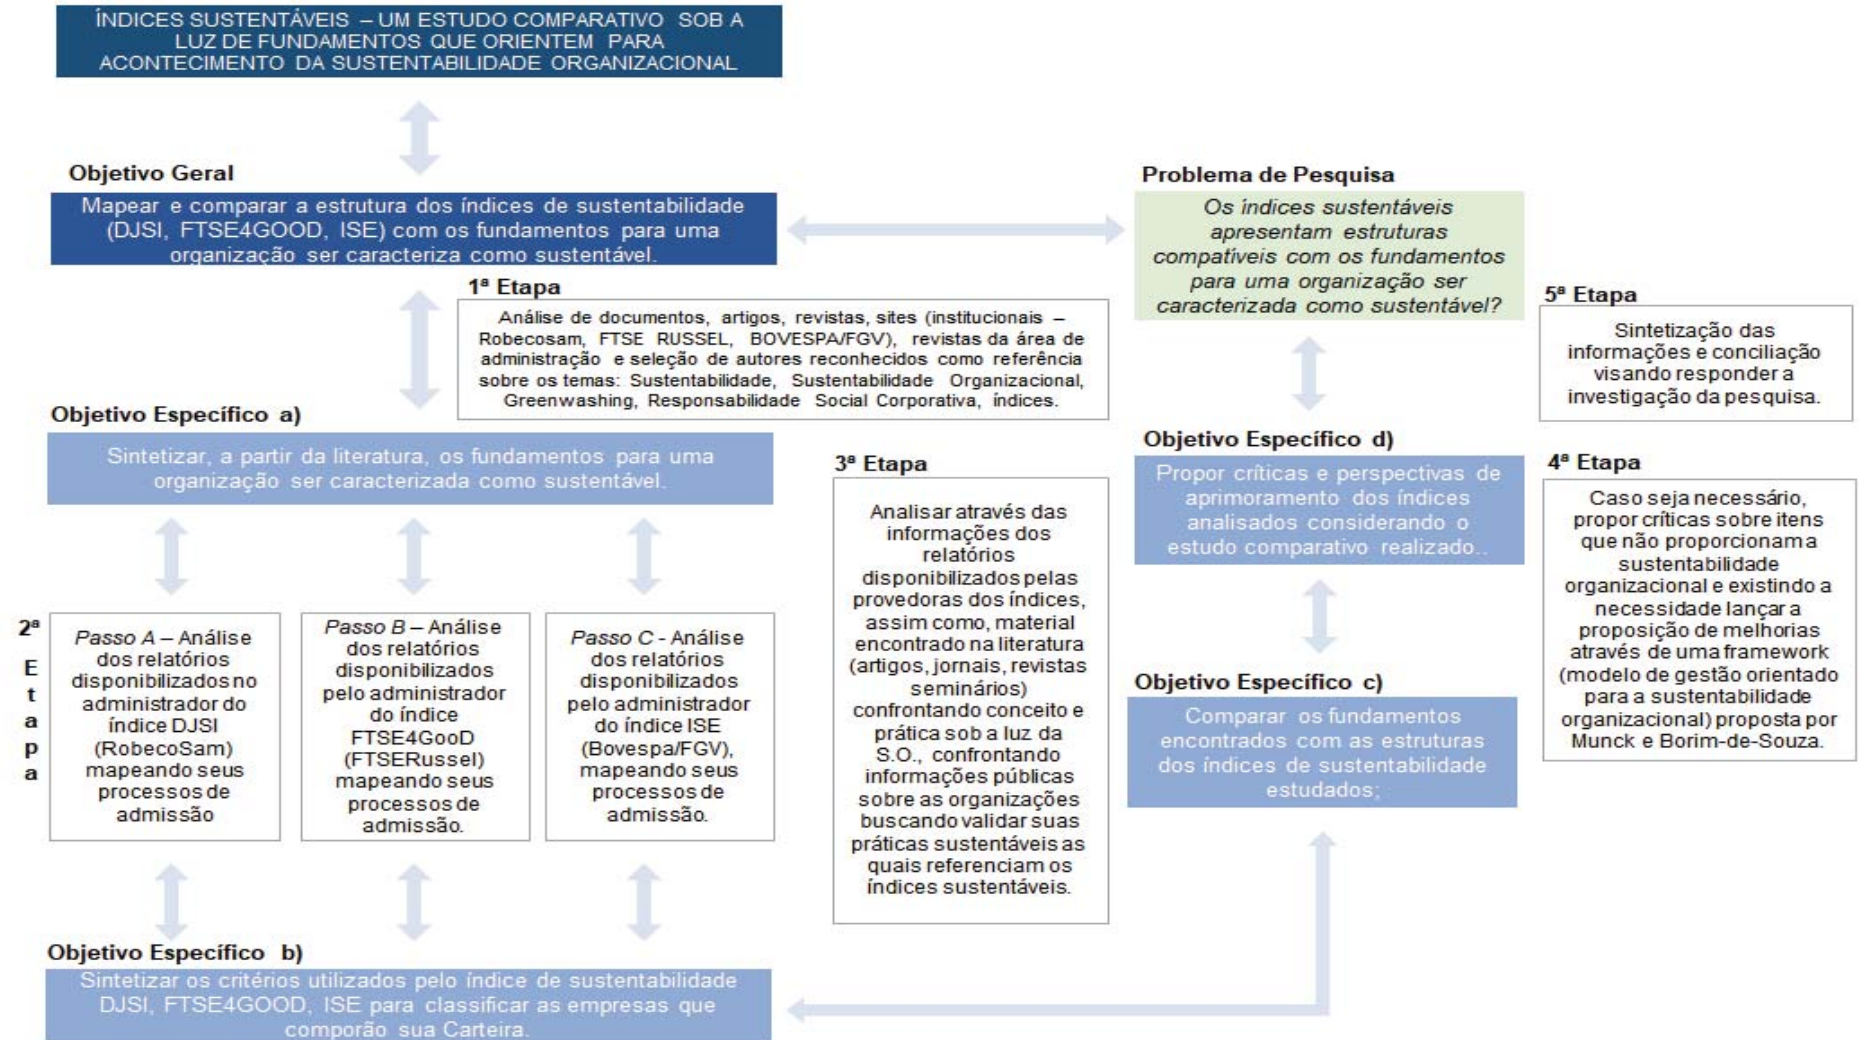 ÍNDICES SUSTENTÁVEIS – UM ESTUDO COMPARATIVO SOB A
LUZ DE FUNDAMENTOS QUE ORIENTEM PARA
ACONTECIMENTO DA SUSTENTABILIDADE ORGANIZACIONAL
Objetivo Geral
Mapear e comparar a estrutura dos índices de sustentabilidade
(DJSI, FTSE4GOOD, ISE) com os fundamentos para uma
organização ser caracteriza como sustentável.
Problema de Pesquisa
Os índices sustentáveis
apresentam estruturas
compatíveis com os fundamentos
para uma organização ser
caracterizada como sustentável?
1ª Etapa
Análise de documentos, artigos, revistas, sites (institucionais –
Robecosam, FTSE RUSSEL, BOVESPA/FGV), revistas da área de
administração e seleção de autores reconhecidos como referência
sobre os temas: Sustentabilidade, Sustentabilidade Organizacional,
Greenwashing, Responsabilidade Social Corporativa, índices.
5ª Etapa
Sintetização das
informações e conciliação
visando responder a
investigação da pesquisa.
Objetivo Específico a)
Sintetizar, a partir da literatura, os fundamentos para uma
organização ser caracterizada como sustentável.
3ª Etapa
Analisar através das
informações dos
relatórios
disponibilizados pelas
provedoras dos índices,
assim como, material
encontrado na literatura
(artigos, jornais, revistas
seminários)
confrontando conceito e
prática sob a luz da
S.O., confrontando
informações públicas
sobre as organizações
buscando validar suas
práticas sustentáveis as
quais referenciam os
índices sustentáveis.
Objetivo Específico d)
Propor críticas e perspectivas de
aprimoramento dos índices
analisados considerando o
estudo comparativo realizado..
4ª Etapa
Caso seja necessário,
propor críticas sobre itens
que não proporcionam a
sustentabilidade
organizacional e existindo a
necessidade lançar a
proposição de melhorias
através de uma framework
(modelo de gestão orientado
para a sustentabilidade
organizacional) proposta por
Munck e Borim-de-Souza.
2ª
E
t
a
p
a
Passo A – Análise
dos relatórios
disponibilizados no
administrador do
índice DJSI
(RobecoSam)
mapeando seus
processos de
admissão
Passo B – Análise
dos relatórios
disponibilizados
pelo administrador
do índice
FTSE4GooD
(FTSERussel)
mapeando seus
processos de
admissão.
Passo C - Análise
dos relatórios
disponibilizados
pelo administrador
do índice ISE
(Bovespa/FGV),
mapeando seus
processos de
admissão.
Objetivo Específico c)
Comparar os fundamentos
encontrados com as estruturas
dos índices de sustentabilidade
estudados;
Objetivo Específico b)
Sintetizar os critérios utilizados pelo índice de sustentabilidade
DJSI, FTSE4GOOD, ISE para classificar as empresas que
comporão sua Carteira.